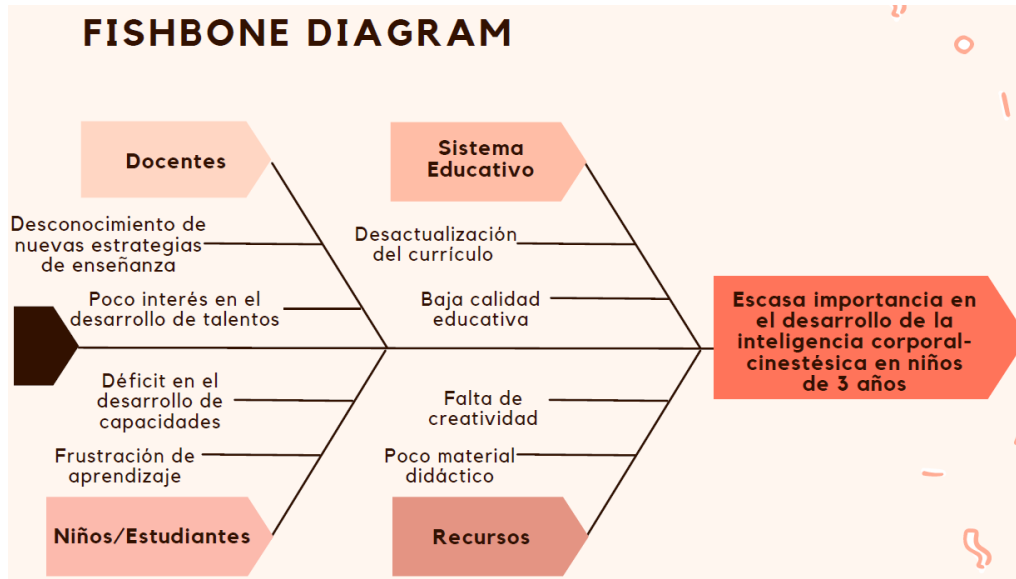 FISHBONE DIAGRAM
Docentes
Sistema
Educativo
Desconocimiento de
nuevas estrategias
de enseñanza
Poco interés en el
desarrollo de talentos
Desactualización
del currículo
Baja calidad
educativa
Escasa importancia en
el desarrollo de la
inteligencia corporal-
cinestésica en niños
de 3 años
Déficit en el
desarrollo de
capacidades
Frustración de
aprendizaje
Falta de
creatividad
Poco material
didáctico
Niños/Estudiantes
Recursos